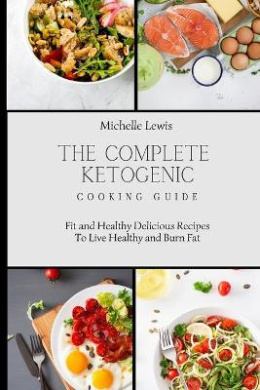 Michelle Lewis
THE COMPLETE
KETOGENIC
COOKING GUIDE
Fit and Healthy Delicious Recipes
To Live Healthy and Burn Fat